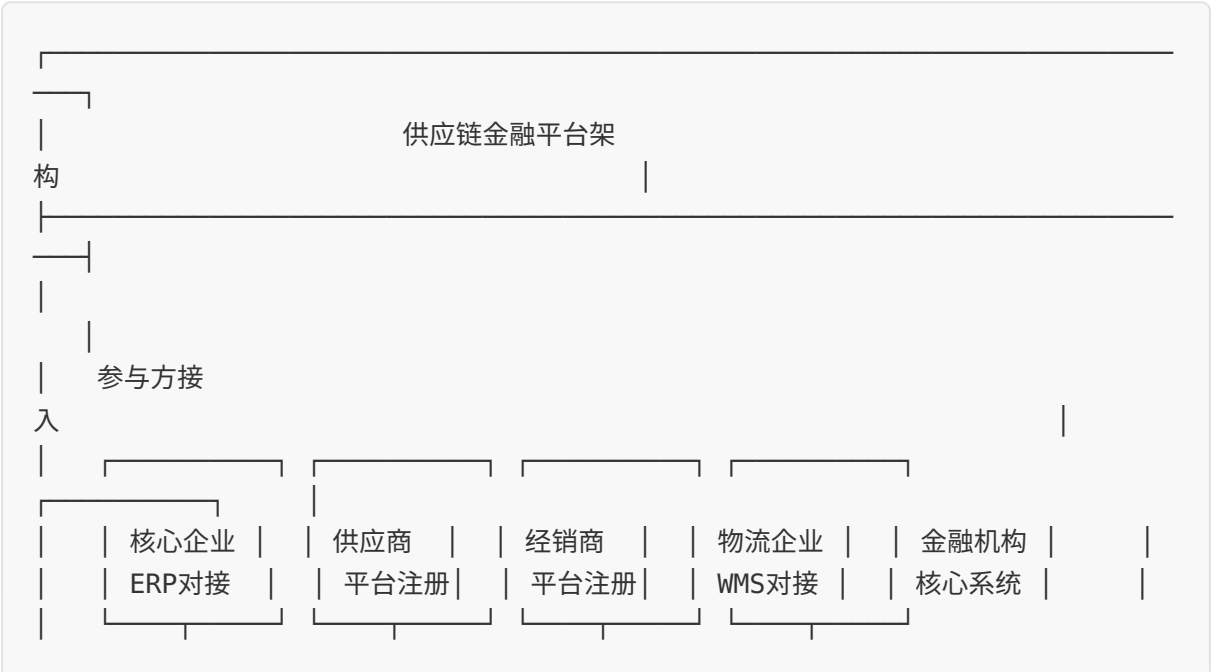 供应链金融平台架
构
参与方接
入
核心企业 供应商 经销商 物流企业 金融机构
ERP对接 平台注册 平台注册 WMS对接 核心系统